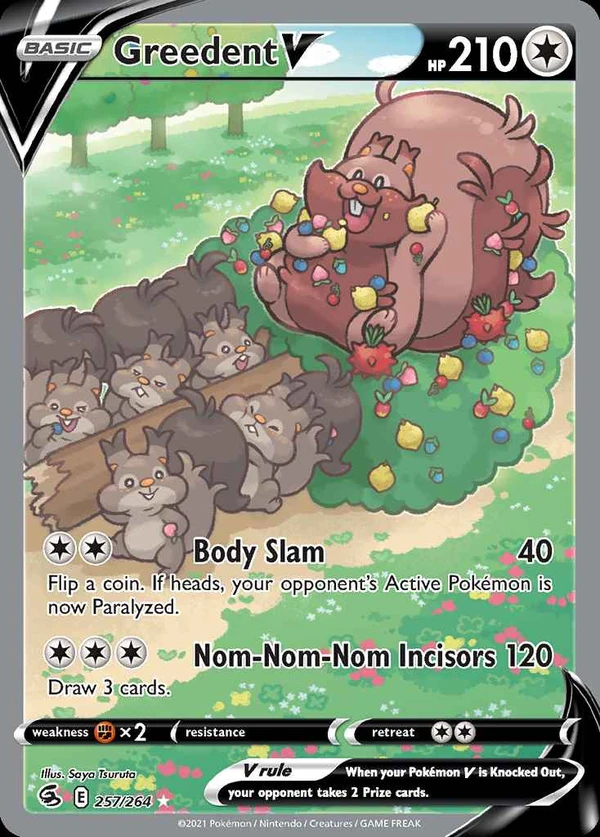 BASIC Greedent V HP 210
Body Slam 40
Flip a coin. If heads, your opponent's Active Pokémon is
now Paralyzed.
Nom-Nom-Nom Incisors 120
Draw 3 cards.
weakness ×2 resistance retreat
Illus. Saya Tsuruta
V rule When your Pokémon V is Knocked Out,
your opponent takes 2 Prize cards.
E 257/264
©2021 Pokémon / Nintendo / Creatures / GAME FREAK